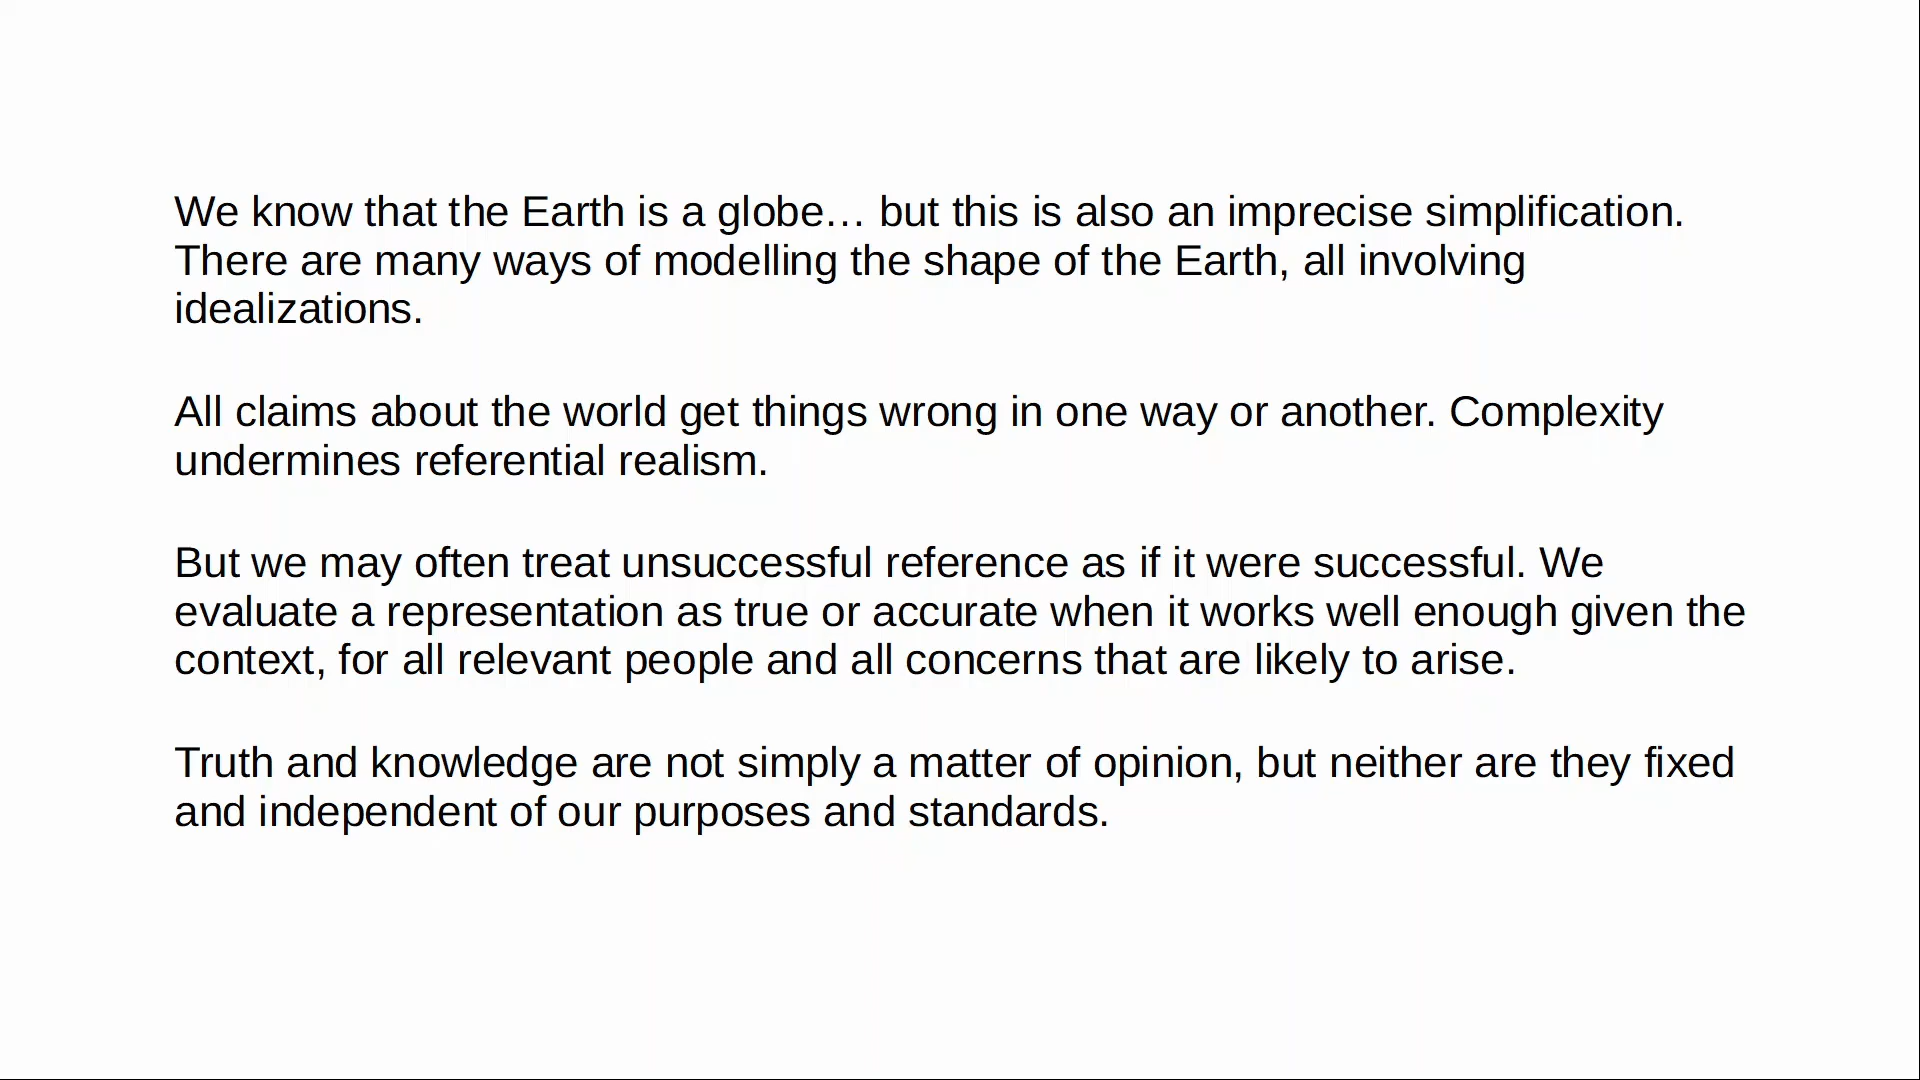 We know that the Earth is a globe… but this is also an imprecise simplification.
There are many ways of modelling the shape of the Earth, all involving
idealizations.
All claims about the world get things wrong in one way or another. Complexity
undermines referential realism.
But we may often treat unsuccessful reference as if it were successful. We
evaluate a representation as true or accurate when it works well enough given the
context, for all relevant people and all concerns that are likely to arise.
Truth and knowledge are not simply a matter of opinion, but neither are they fixed
and independent of our purposes and standards.